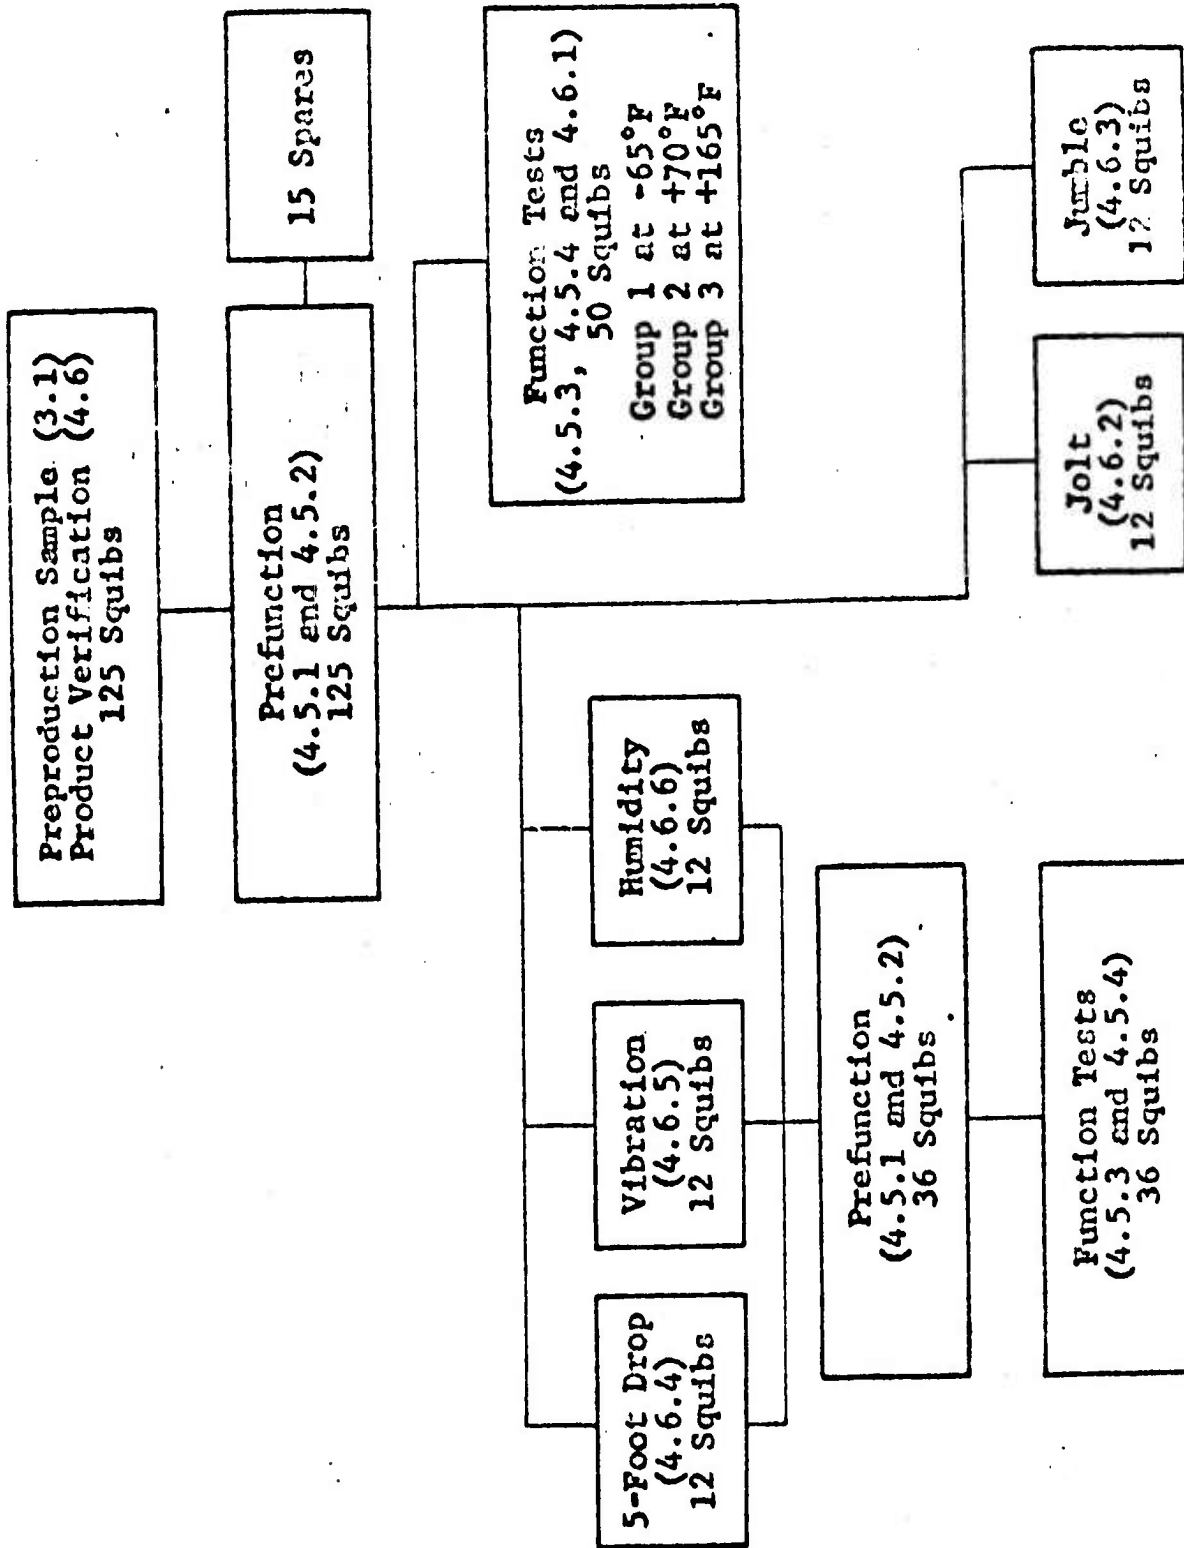 Preproduction Sample (3.1)
Product Verification (4.6)
125 Squibs
Prefunction
(4.5.1 and 4.5.2)
125 Squibs
15 Spares
Function Tests
(4.5.3, 4.5.4 and 4.6.1)
50 Squibs
Group 1 at -65°F
Group 2 at +70°F
Group 3 at +165°F
5-Foot Drop
(4.6.4)
12 Squibs
Vibration
(4.6.5)
12 Squibs
Humidity
(4.6.6)
12 Squibs
Prefunction
(4.5.1 and 4.5.2)
36 Squibs
Function Tests
(4.5.3 and 4.5.4)
36 Squibs
Jolt
(4.6.2)
12 Squibs
Jumble
(4.6.3)
12 Squibs